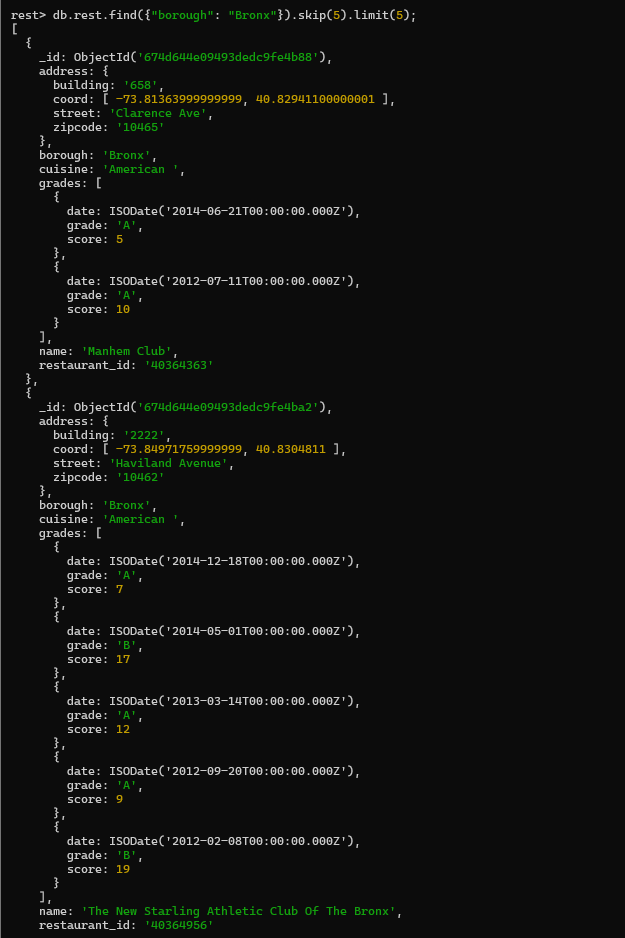 rest> db.rest.find({"borough": "Bronx"}).skip(5).limit(5);
[
  {
    _id: ObjectId('674d644e09493dedc9fe4b88'),
    address: {
      building: '658',
      coord: [ -73.81363999999999, 40.82941100000001 ],
      street: 'Clarence Ave',
      zipcode: '10465'
    },
    borough: 'Bronx',
    cuisine: 'American ',
    grades: [
      {
        date: ISODate('2014-06-21T00:00:00.000Z'),
        grade: 'A',
        score: 5
      },
      {
        date: ISODate('2012-07-11T00:00:00.000Z'),
        grade: 'A',
        score: 10
      }
    ],
    name: 'Manhem Club',
    restaurant_id: '40364363'
  },
  {
    _id: ObjectId('674d644e09493dedc9fe4ba2'),
    address: {
      building: '2222',
      coord: [ -73.84971759999999, 40.8304811 ],
      street: 'Haviland Avenue',
      zipcode: '10462'
    },
    borough: 'Bronx',
    cuisine: 'American ',
    grades: [
      {
        date: ISODate('2014-12-18T00:00:00.000Z'),
        grade: 'A',
        score: 7
      },
      {
        date: ISODate('2014-05-01T00:00:00.000Z'),
        grade: 'B',
        score: 17
      },
      {
        date: ISODate('2013-03-14T00:00:00.000Z'),
        grade: 'A',
        score: 12
      },
      {
        date: ISODate('2012-09-20T00:00:00.000Z'),
        grade: 'A',
        score: 9
      },
      {
        date: ISODate('2012-02-08T00:00:00.000Z'),
        grade: 'B',
        score: 19
      }
    ],
    name: 'The New Starling Athletic Club Of The Bronx',
    restaurant_id: '40364956'